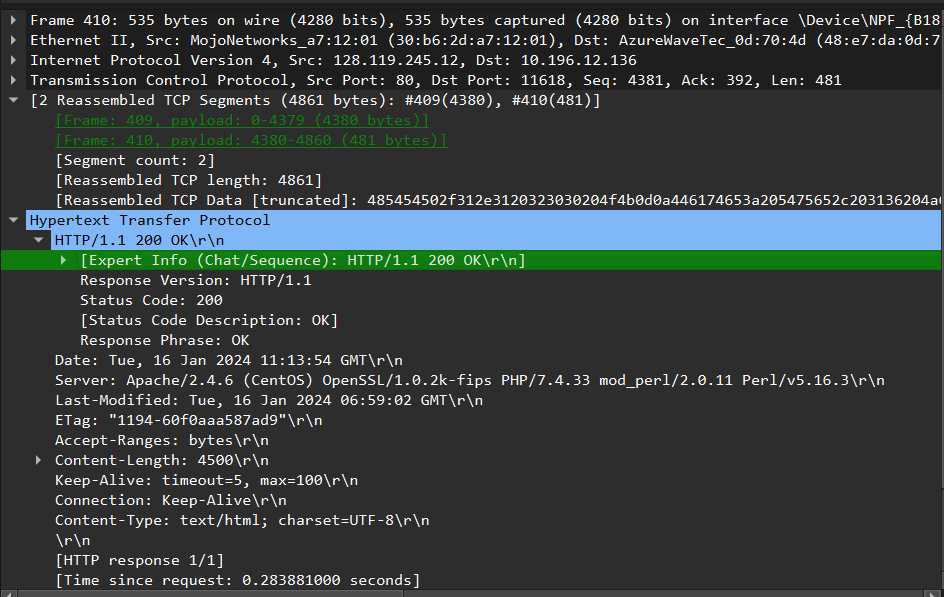 Frame 410: 535 bytes on wire (4280 bits), 535 bytes captured (4280 bits) on interface \Device\NPF_{B18
Ethernet II, Src: MojoNetworks_a7:12:01 (30:b6:2d:a7:12:01), Dst: AzureWaveTec_0d:70:4d (48:e7:da:0d:7
Internet Protocol Version 4, Src: 128.119.245.12, Dst: 10.196.12.136
Transmission Control Protocol, Src Port: 80, Dst Port: 11618, Seq: 4381, Ack: 392, Len: 481
[2 Reassembled TCP Segments (4861 bytes): #409(4380), #410(481)]
[Frame: 409, payload: 0-4379 (4380 bytes)]
[Frame: 410, payload: 4380-4860 (481 bytes)]
[Segment count: 2]
[Reassembled TCP length: 4861]
[Reassembled TCP Data [truncated]: 485454502f312e3120323030204f4b0d0a446174653a205475652c203136204a6
Hypertext Transfer Protocol
HTTP/1.1 200 OK\r\n
[Expert Info (Chat/Sequence): HTTP/1.1 200 OK\r\n]
Response Version: HTTP/1.1
Status Code: 200
[Status Code Description: OK]
Response Phrase: OK
Date: Tue, 16 Jan 2024 11:13:54 GMT\r\n
Server: Apache/2.4.6 (CentOS) OpenSSL/1.0.2k-fips PHP/7.4.33 mod_perl/2.0.11 Perl/v5.16.3\r\n
Last-Modified: Tue, 16 Jan 2024 06:59:02 GMT\r\n
ETag: "1194-60f0aaa587ad9"\r\n
Accept-Ranges: bytes\r\n
Content-Length: 4500\r\n
Keep-Alive: timeout=5, max=100\r\n
Connection: Keep-Alive\r\n
Content-Type: text/html; charset=UTF-8\r\n
\r\n
[HTTP response 1/1]
[Time since request: 0.283881000 seconds]